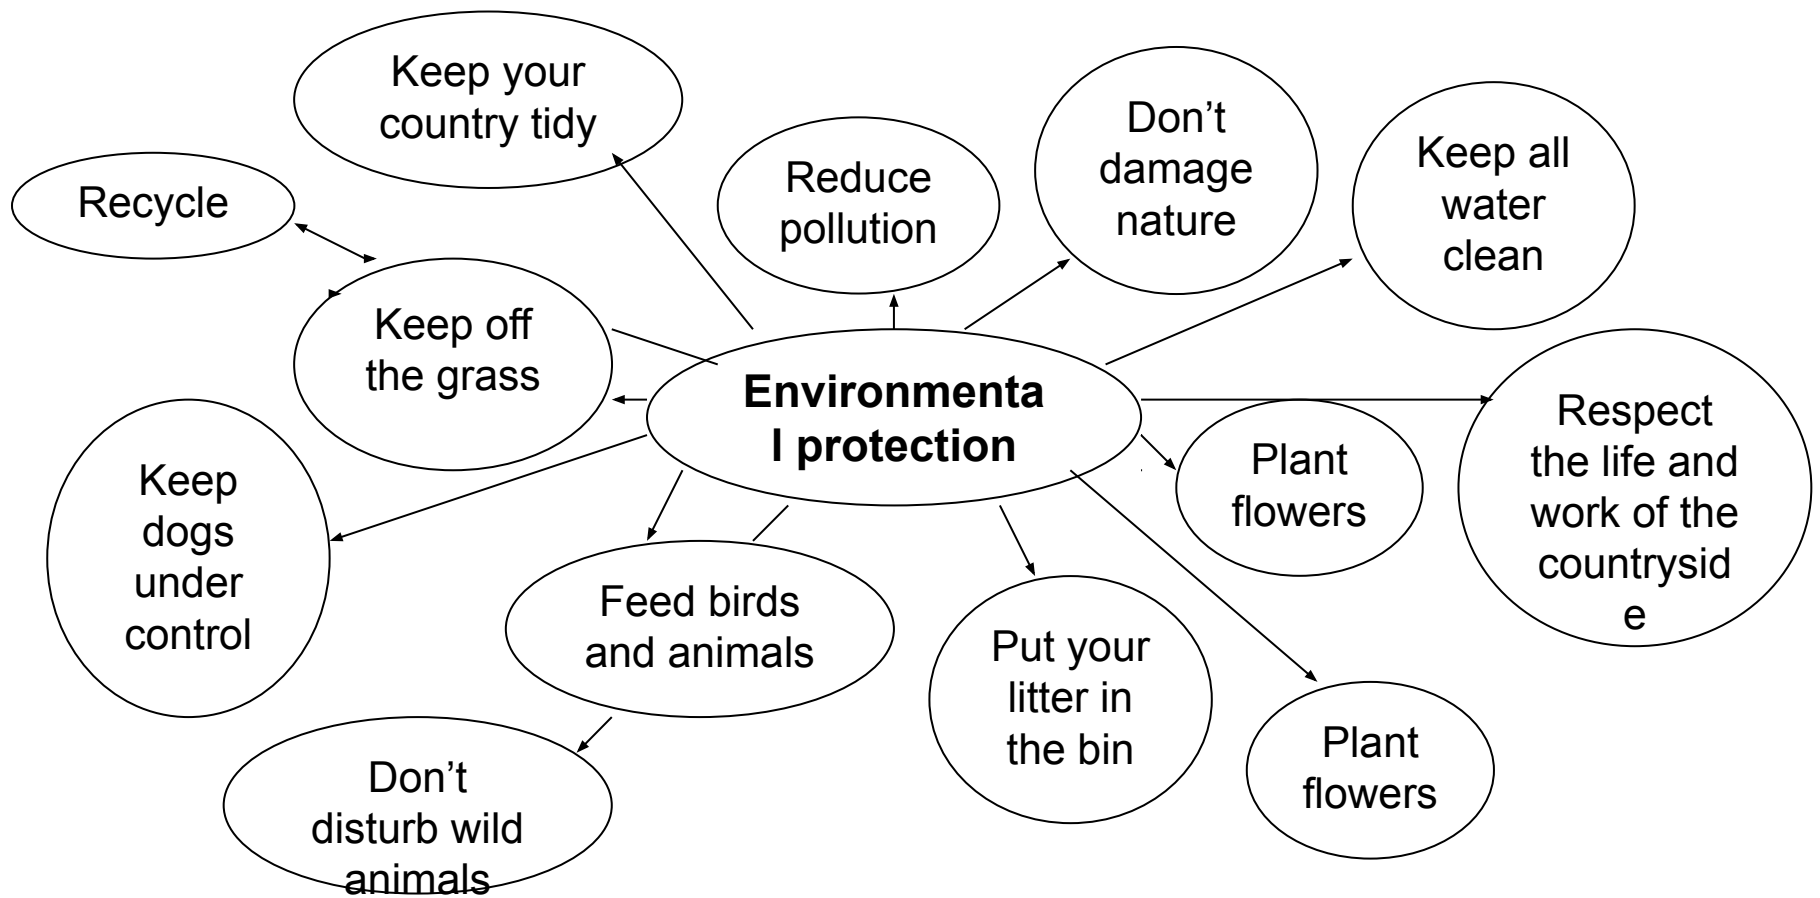 Keep your
country tidy
Recycle
Reduce
pollution
Don’t
damage
nature
Keep all
water
clean
Keep off
the grass
Environmenta
l protection
Respect
the life and
work of the
countrysid
e
Plant
flowers
Keep
dogs
under
control
Feed birds
and animals
Put your
litter in
the bin
Plant
flowers
Don’t
disturb wild
animals